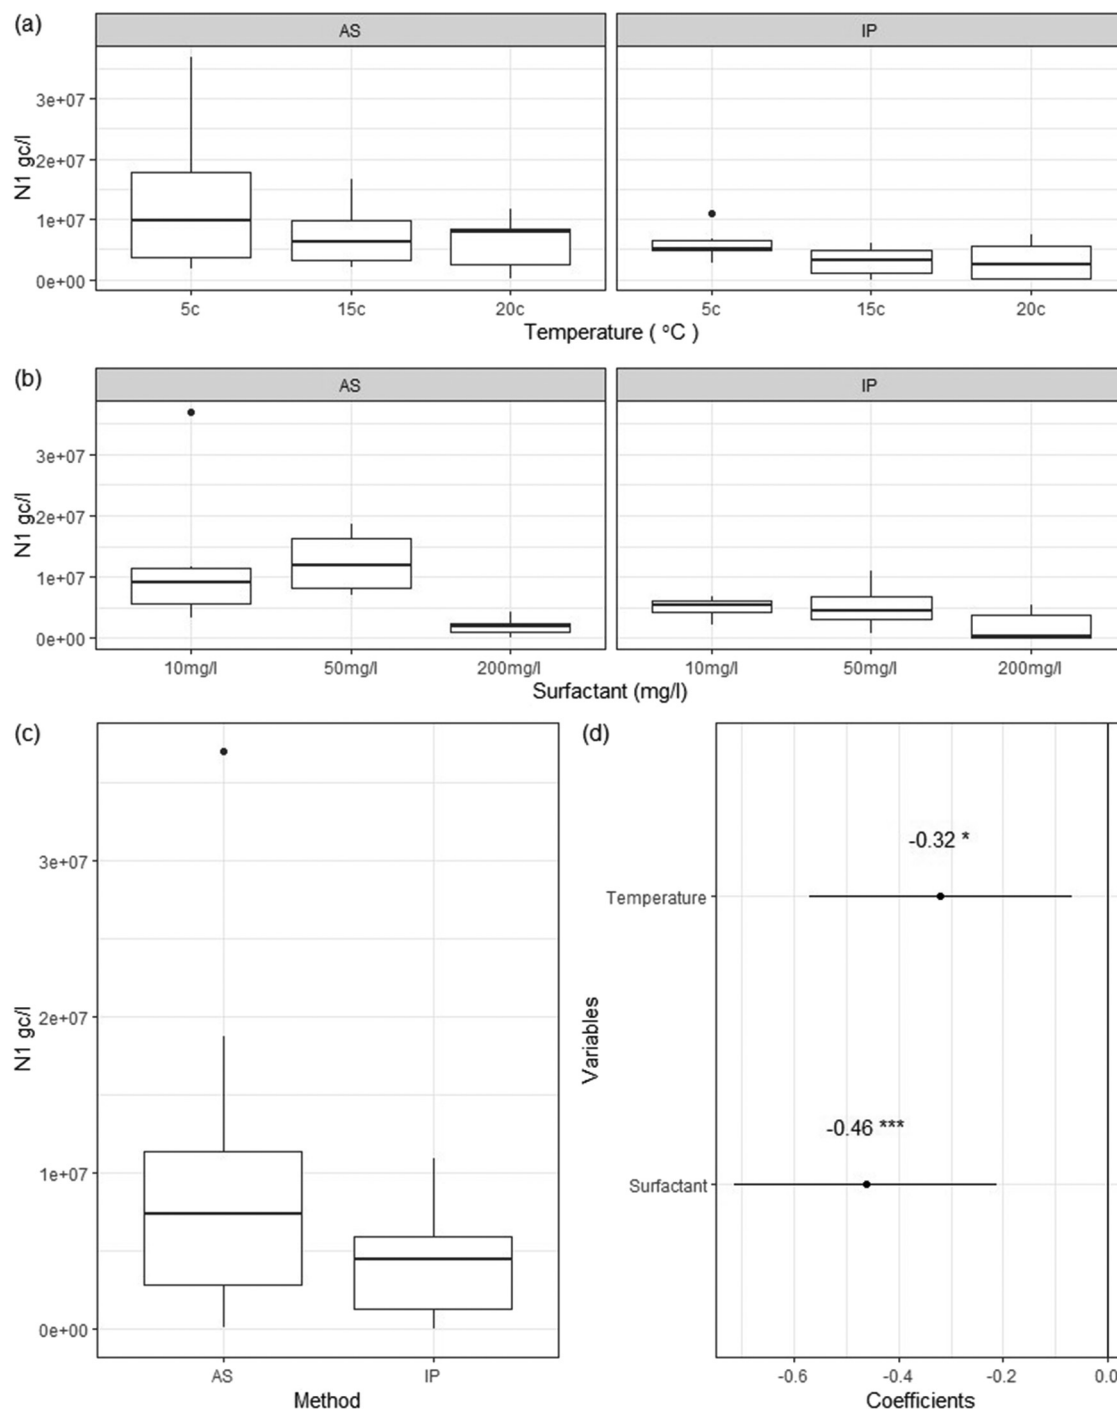 (a)
AS
IP
N1 gc/l
3e+07
2e+07
1e+07
0e+00
5c
15c
20c
5c
15c
20c
Temperature ( °C )
(b)
AS
IP
N1 gc/l
3e+07
2e+07
1e+07
0e+00
10mg/l
50mg/l
200mg/l
10mg/l
50mg/l
200mg/l
Surfactant (mg/l)
(c)
N1 gc/l
3e+07
2e+07
1e+07
0e+00
AS
IP
Method
(d)
Variables
-0.32 *
Temperature
-0.46 ***
Surfactant
-0.6
-0.4
-0.2
0.0
Coefficients